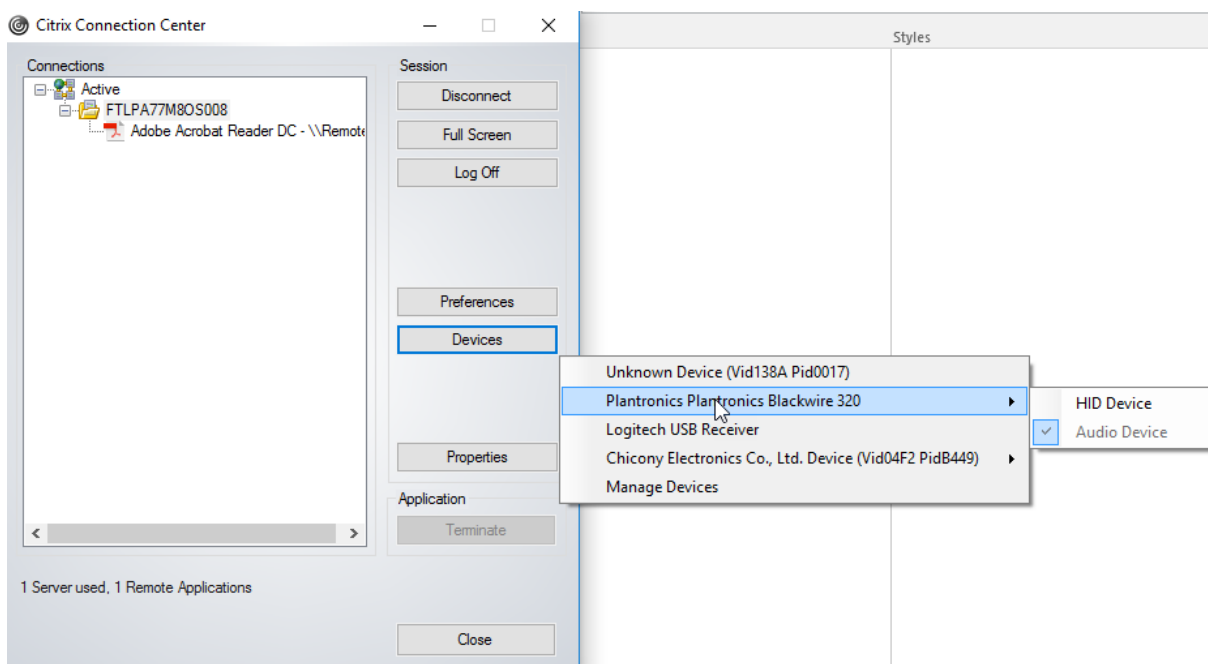 Citrix Connection Center
Styles
Connections
Active
FTLPA77M8OS008
Adobe Acrobat Reader DC - \\Remote
Session
Disconnect
Full Screen
Log Off
Preferences
Devices
Properties
Application
Terminate
Unknown Device (Vid138A Pid0017)
Plantronics Plantronics Blackwire 320
Logitech USB Receiver
Chicony Electronics Co., Ltd. Device (Vid04F2 PidB449)
Manage Devices
HID Device
Audio Device
1 Server used, 1 Remote Applications
Close